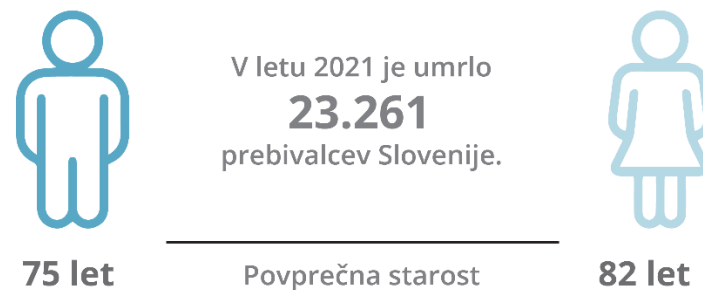 V letu 2021 je umrlo
23.261
prebivalcev Slovenije.
75 let
Povprečna starost
82 let